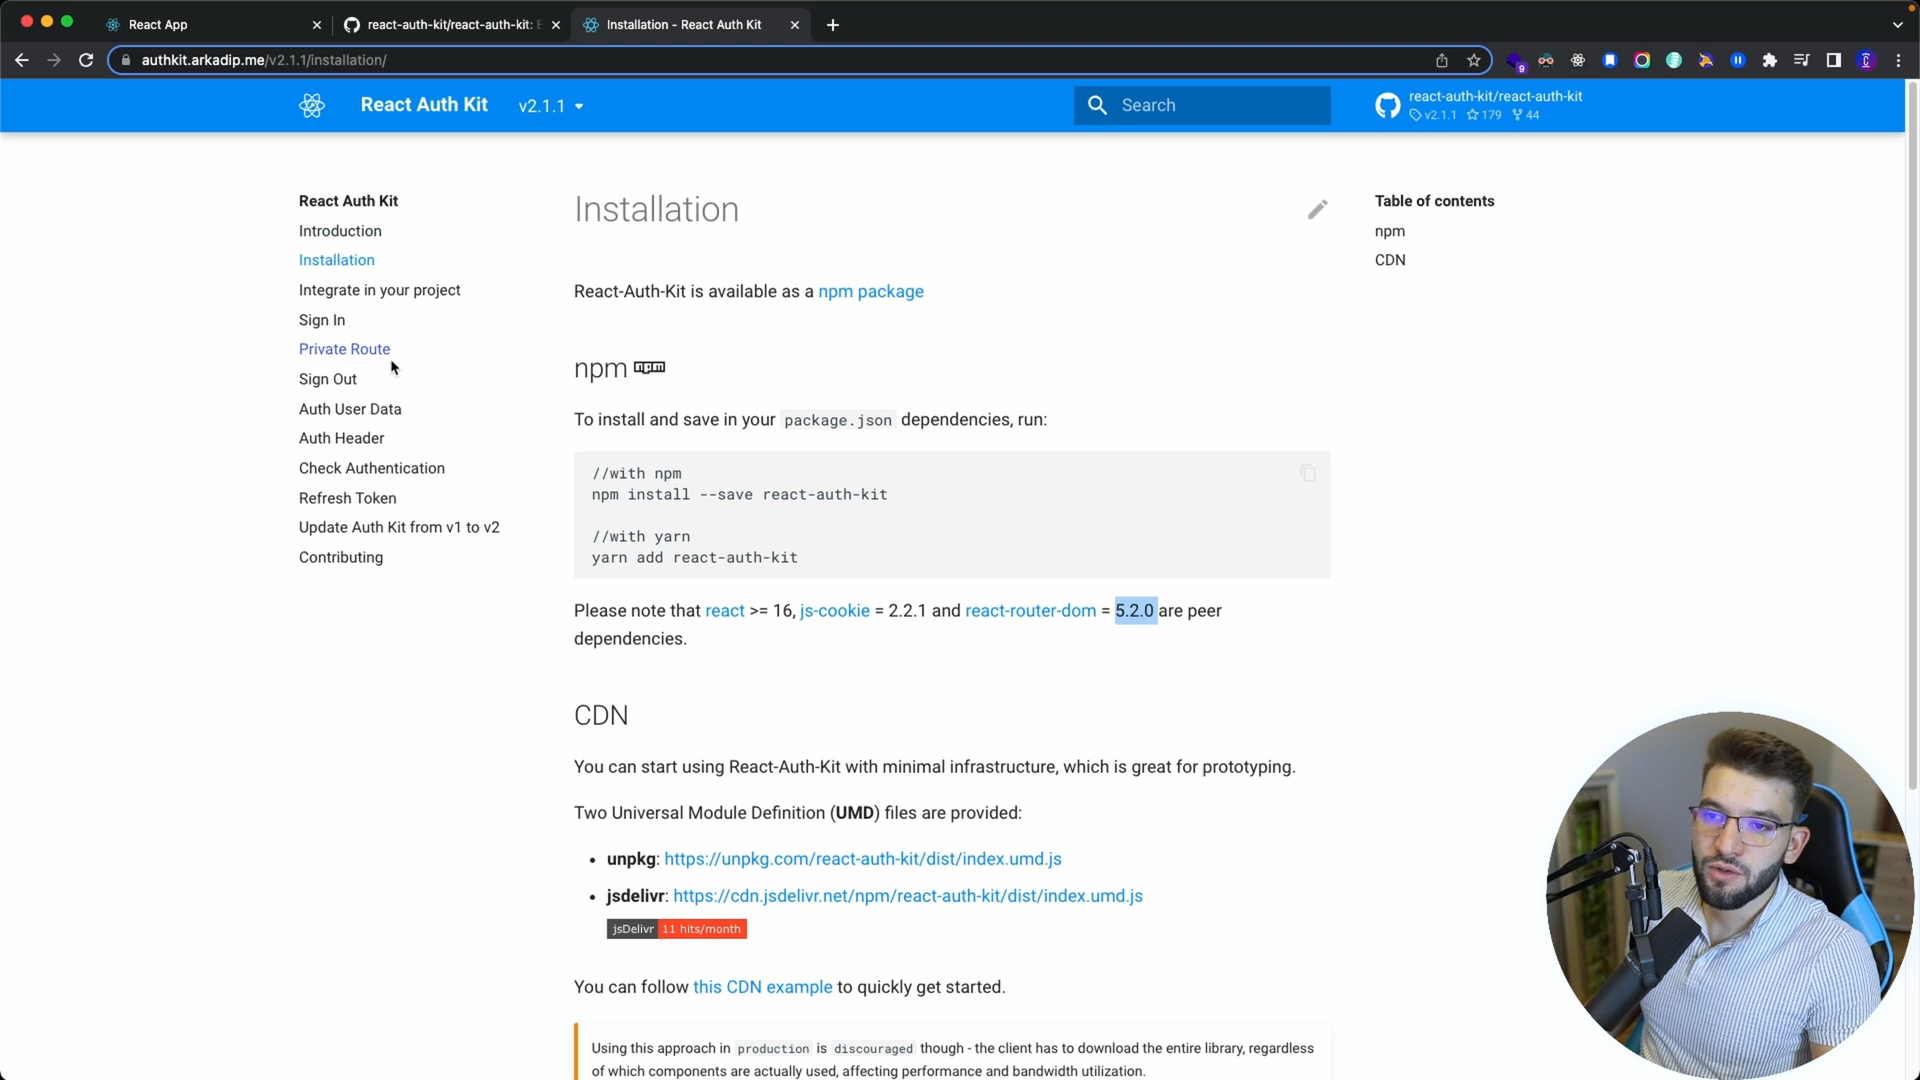 React App
react-auth-kit/react-auth-kit: E
Installation - React Auth Kit
authkit.arkadip.me/v2.1.1/installation/
9
React Auth Kit
v2.1.1
Search
react-auth-kit/react-auth-kit
v2.1.1 179 44
React Auth Kit
Introduction
Installation
Integrate in your project
Sign In
Private Route
Sign Out
Auth User Data
Auth Header
Check Authentication
Refresh Token
Update Auth Kit from v1 to v2
Contributing
Installation
React-Auth-Kit is available as a npm package
npm
To install and save in your package.json dependencies, run:
//with npm
npm install --save react-auth-kit
//with yarn
yarn add react-auth-kit
Please note that react >= 16, js-cookie = 2.2.1 and react-router-dom = 5.2.0 are peer
dependencies.
CDN
You can start using React-Auth-Kit with minimal infrastructure, which is great for prototyping.
Two Universal Module Definition (UMD) files are provided:
• unpkg: https://unpkg.com/react-auth-kit/dist/index.umd.js
• jsdelivr: https://cdn.jsdelivr.net/npm/react-auth-kit/dist/index.umd.js
jsDelivr 11 hits/month
You can follow this CDN example to quickly get started.
Using this approach in production is discouraged though - the client has to download the entire library, regardless
of which components are actually used, affecting performance and bandwidth utilization.
Table of contents
npm
CDN